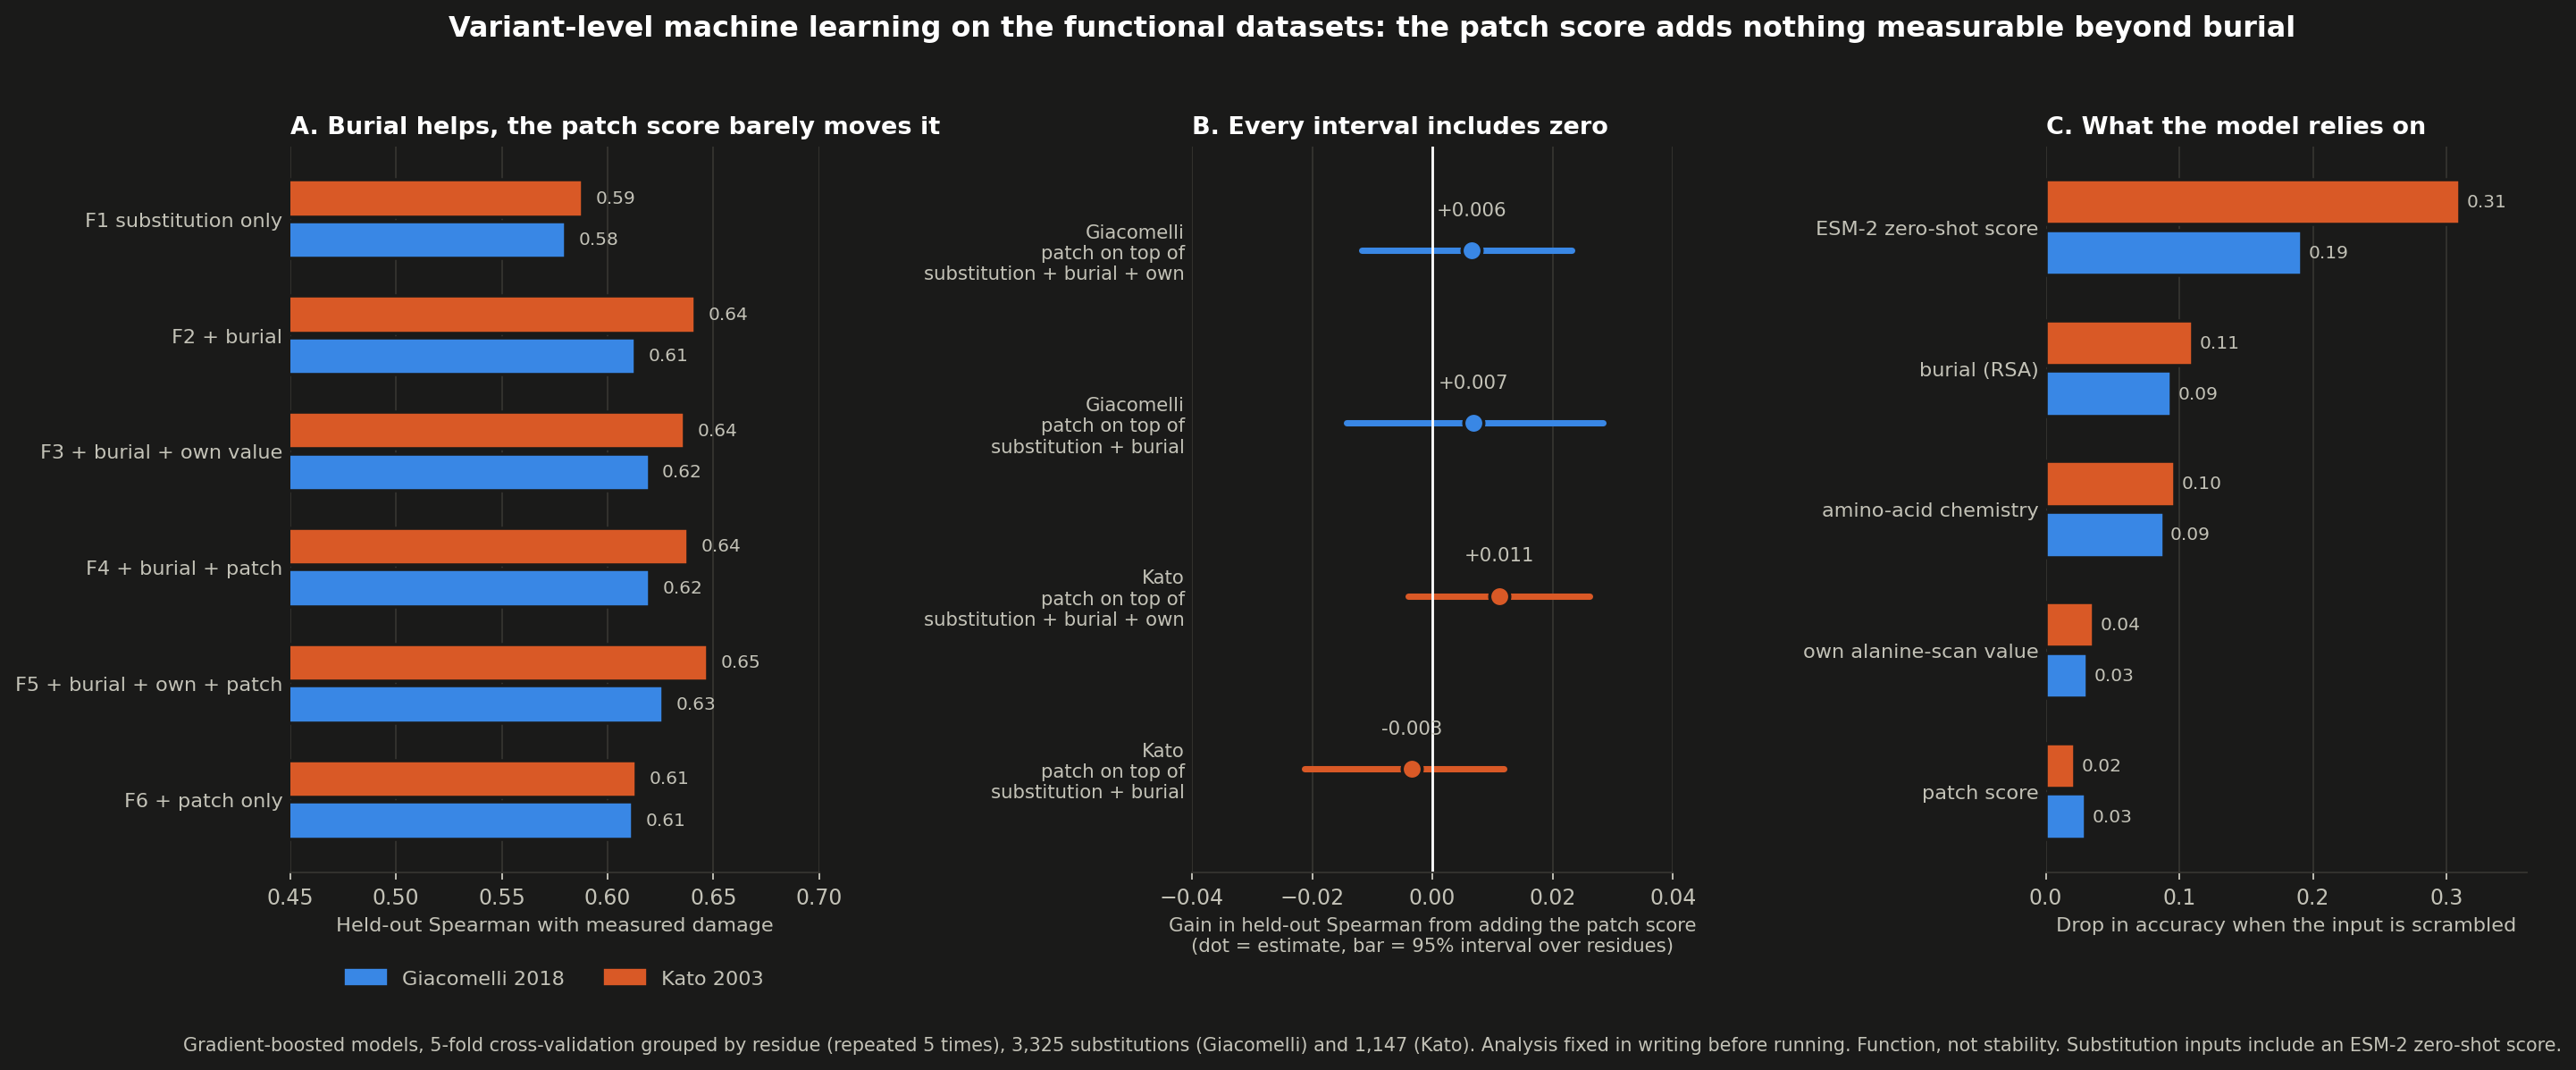 Variant-level machine learning on the functional datasets: the patch score adds nothing measurable beyond burial
A. Burial helps, the patch score barely moves it
F1 substitution only
0.59
0.58
F2 + burial
0.64
0.61
F3 + burial + own value
0.64
0.62
F4 + burial + patch
0.64
0.62
F5 + burial + own + patch
0.65
0.63
F6 + patch only
0.61
0.61
0.45 0.50 0.55 0.60 0.65 0.70
Held-out Spearman with measured damage
Giacomelli 2018 Kato 2003
B. Every interval includes zero
Giacomelli
patch on top of
substitution + burial + own
+0.006
Giacomelli
patch on top of
substitution + burial
+0.007
Kato
patch on top of
substitution + burial + own
+0.011
Kato
patch on top of
substitution + burial
-0.003
−0.04 −0.02 0.00 0.02 0.04
Gain in held-out Spearman from adding the patch score
(dot = estimate, bar = 95% interval over residues)
C. What the model relies on
ESM-2 zero-shot score
0.31
0.19
burial (RSA)
0.11
0.09
amino-acid chemistry
0.10
0.09
own alanine-scan value
0.04
0.03
patch score
0.02
0.03
0.0 0.1 0.2 0.3
Drop in accuracy when the input is scrambled
Gradient-boosted models, 5-fold cross-validation grouped by residue (repeated 5 times), 3,325 substitutions (Giacomelli) and 1,147 (Kato). Analysis fixed in writing before running. Function, not stability. Substitution inputs include an ESM-2 zero-shot score.